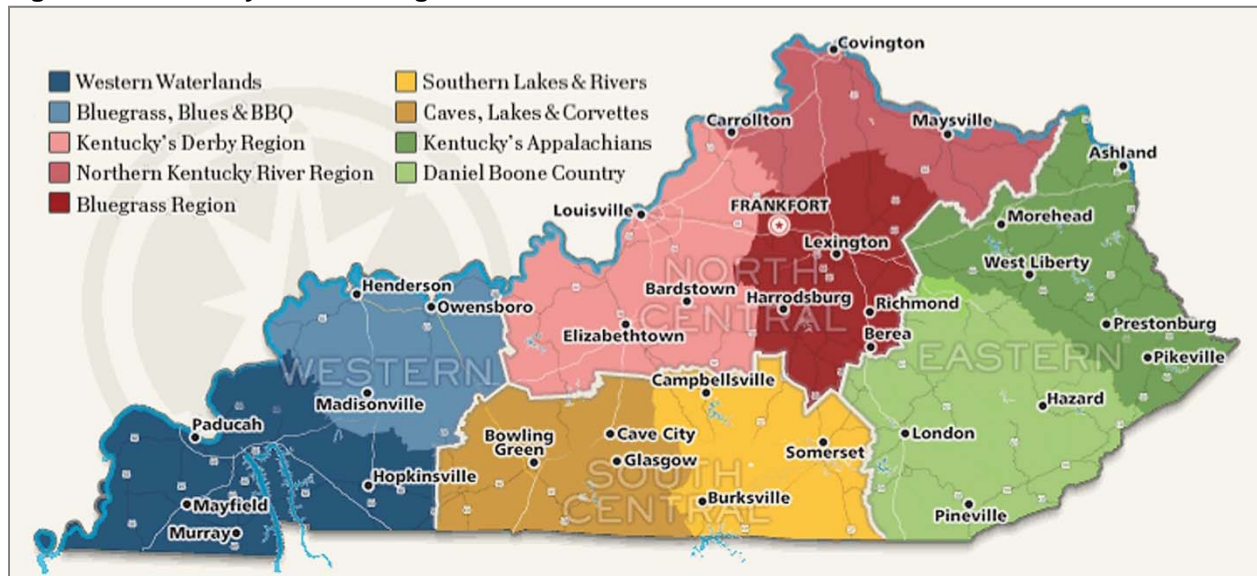 Western Waterlands
Bluegrass, Blues & BBQ
Kentucky's Derby Region
Northern Kentucky River Region
Bluegrass Region
Southern Lakes & Rivers
Caves, Lakes & Corvettes
Kentucky's Appalachians
Daniel Boone Country
Covington
Carrollton
Maysville
Ashland
Louisville
FRANKFORT
Morehead
Lexington
West Liberty
NORTH
CENTRAL
Henderson
Owensboro
Bardstown
Harrodsburg
Richmond
Elizabethtown
Berea
Prestonburg
Pikeville
WESTERN
EASTERN
Campbellsville
Madisonville
Hazard
Paducah
Bowling
Green
Cave City
Glasgow
Somerset
London
Hopkinsville
SOUTH
CENTRAL
Burksville
Mayfield
Murray
Pineville